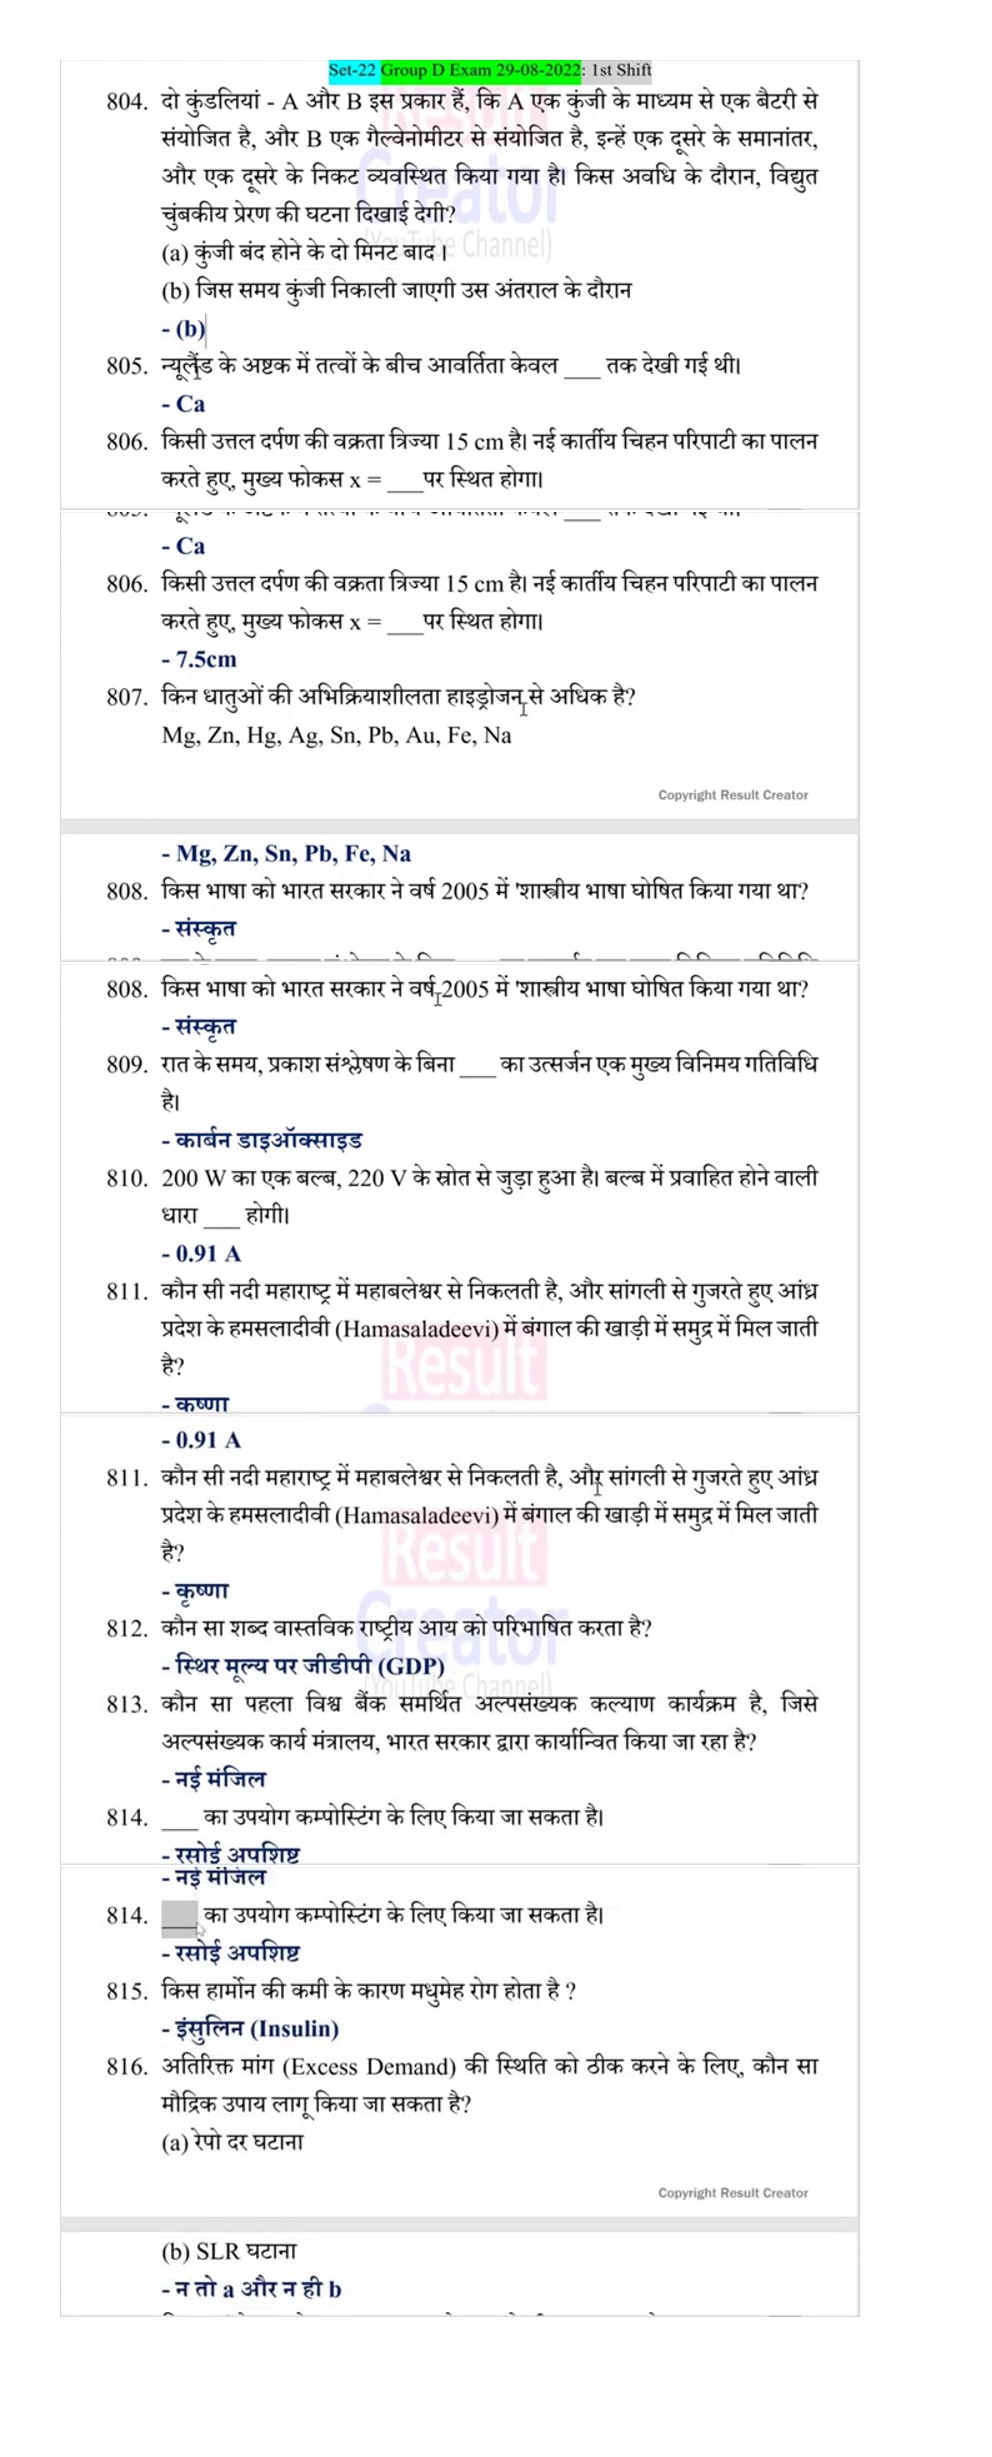 Set-22 Group D Exam 29-08-2022: 1st Shift
804. दो कुंडलियां - A और B इस प्रकार हैं, कि A एक कुंजी के माध्यम से एक बैटरी से
संयोजित है, और B एक गैल्वेनोमीटर से संयोजित है, इन्हें एक दूसरे के समानांतर,
और एक दूसरे के निकट व्यवस्थित किया गया है। किस अवधि के दौरान, विद्युत
चुंबकीय प्रेरण की घटना दिखाई देगी?
(a) कुंजी बंद होने के दो मिनट बाद।
(b) जिस समय कुंजी निकाली जाएगी उस अंतराल के दौरान
- (b)
805. न्यूलैंड के अष्टक में तत्वों के बीच आवर्तिता केवल ___ तक देखी गई थी।
- Ca
806. किसी उत्तल दर्पण की वक्रता त्रिज्या 15 cm है। नई कार्तीय चिहन परिपाटी का पालन
करते हुए, मुख्य फोकस x = ___पर स्थित होगा।
- Ca
806. किसी उत्तल दर्पण की वक्रता त्रिज्या 15 cm है। नई कार्तीय चिहन परिपाटी का पालन
करते हुए, मुख्य फोकस x = ___पर स्थित होगा।
- 7.5cm
807. किन धातुओं की अभिक्रियाशीलता हाइड्रोजन से अधिक है?
Mg, Zn, Hg, Ag, Sn, Pb, Au, Fe, Na
Copyright Result Creator
- Mg, Zn, Sn, Pb, Fe, Na
808. किस भाषा को भारत सरकार ने वर्ष 2005 में 'शास्त्रीय भाषा घोषित किया गया था?
- संस्कृत
808. किस भाषा को भारत सरकार ने वर्ष 2005 में 'शास्त्रीय भाषा घोषित किया गया था?
- संस्कृत
809. रात के समय, प्रकाश संश्लेषण के बिना ___ का उत्सर्जन एक मुख्य विनिमय गतिविधि
है।
- कार्बन डाइऑक्साइड
810. 200 W का एक बल्ब, 220 V के स्रोत से जुड़ा हुआ है। बल्ब में प्रवाहित होने वाली
धारा ___ होगी।
- 0.91 A
811. कौन सी नदी महाराष्ट्र में महाबलेश्वर से निकलती है, और सांगली से गुजरते हुए आंध्र
प्रदेश के हमसलादीवी (Hamasaladeevi) में बंगाल की खाड़ी में समुद्र में मिल जाती
है?
- कृष्णा
- 0.91 A
811. कौन सी नदी महाराष्ट्र में महाबलेश्वर से निकलती है, और सांगली से गुजरते हुए आंध्र
प्रदेश के हमसलादीवी (Hamasaladeevi) में बंगाल की खाड़ी में समुद्र में मिल जाती
है?
- कृष्णा
812. कौन सा शब्द वास्तविक राष्ट्रीय आय को परिभाषित करता है?
- स्थिर मूल्य पर जीडीपी (GDP)
813. कौन सा पहला विश्व बैंक समर्थित अल्पसंख्यक कल्याण कार्यक्रम है, जिसे
अल्पसंख्यक कार्य मंत्रालय, भारत सरकार द्वारा कार्यान्वित किया जा रहा है?
- नई मंजिल
814. ___ का उपयोग कम्पोस्टिंग के लिए किया जा सकता है।
- रसोई अपशिष्ट
- नई मंजिल
814. ___ का उपयोग कम्पोस्टिंग के लिए किया जा सकता है।
- रसोई अपशिष्ट
815. किस हार्मोन की कमी के कारण मधुमेह रोग होता है ?
- इंसुलिन (Insulin)
816. अतिरिक्त मांग (Excess Demand) की स्थिति को ठीक करने के लिए, कौन सा
मौद्रिक उपाय लागू किया जा सकता है?
(a) रेपो दर घटाना
Copyright Result Creator
(b) SLR घटाना
- न तो a और न ही b